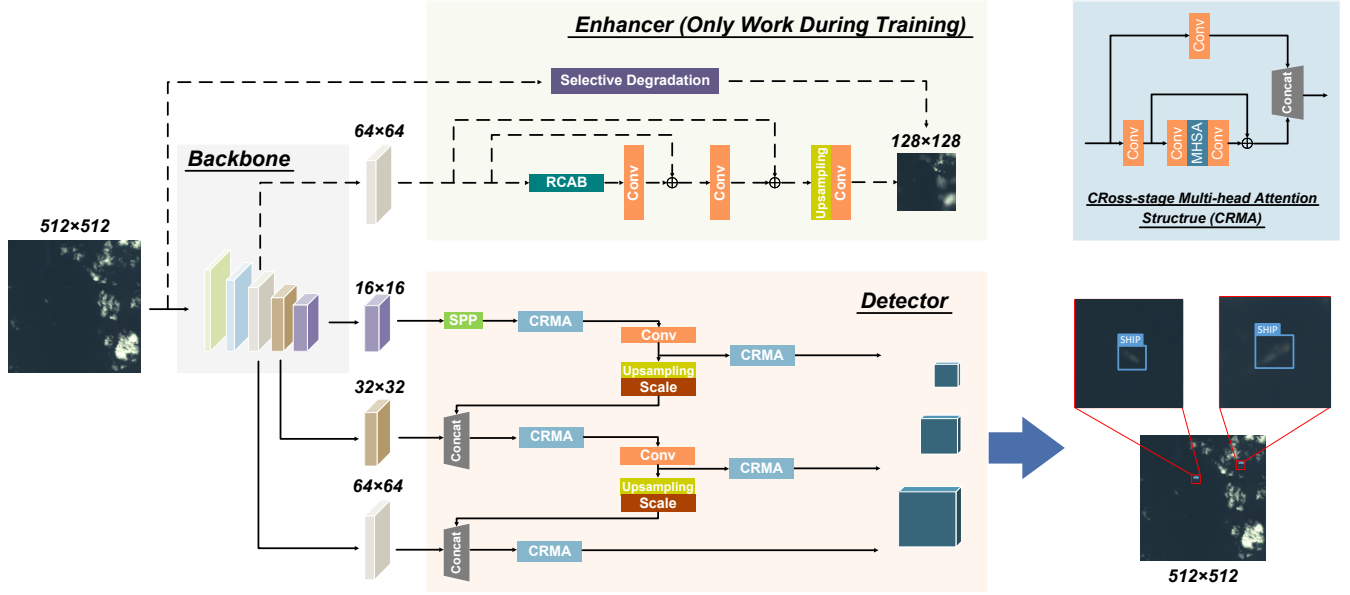 Enhancer (Only Work During Training)
Selective Degradation
64×64
128×128
RCAB
Conv
Conv
Upsampling
Conv
Backbone
512×512
16×16
Detector
SPP
CRMA
Conv
CRMA
Upsampling
Scale
32×32
Concat
CRMA
Conv
CRMA
Upsampling
Scale
64×64
Concat
CRMA
Conv
Concat
Conv
Conv
MHSA
Conv
CRoss-stage Multi-head Attention
Structrue (CRMA)
SHIP
SHIP
512×512